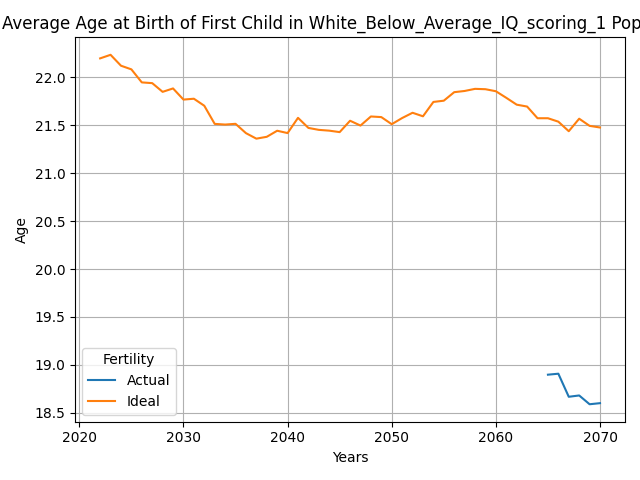 Average Age at Birth of First Child in White_Below_Average_IQ_scoring_1 Pop
22.0
21.5
21.0
20.5
20.0
19.5
19.0
18.5
Age
Fertility
Actual
Ideal
2020 2030 2040 2050 2060 2070
Years